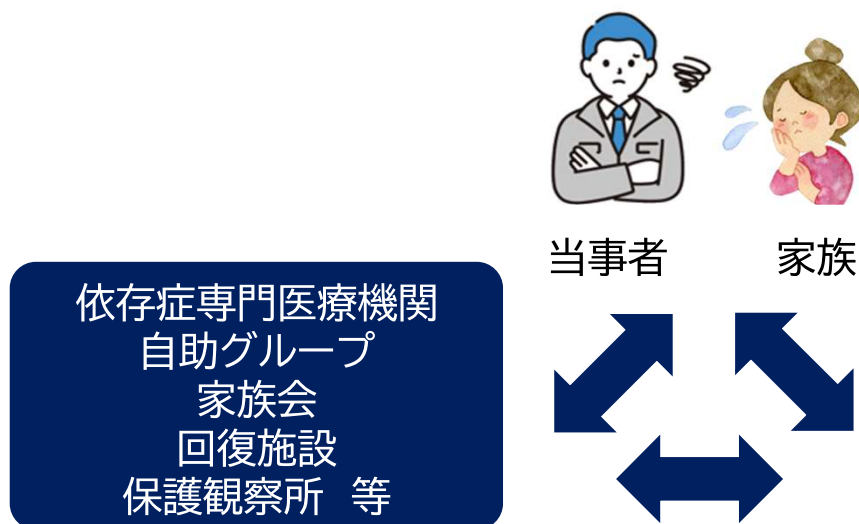 当事者
家族
依存症専門医療機関
自助グループ
家族会
回復施設
保護観察所 等